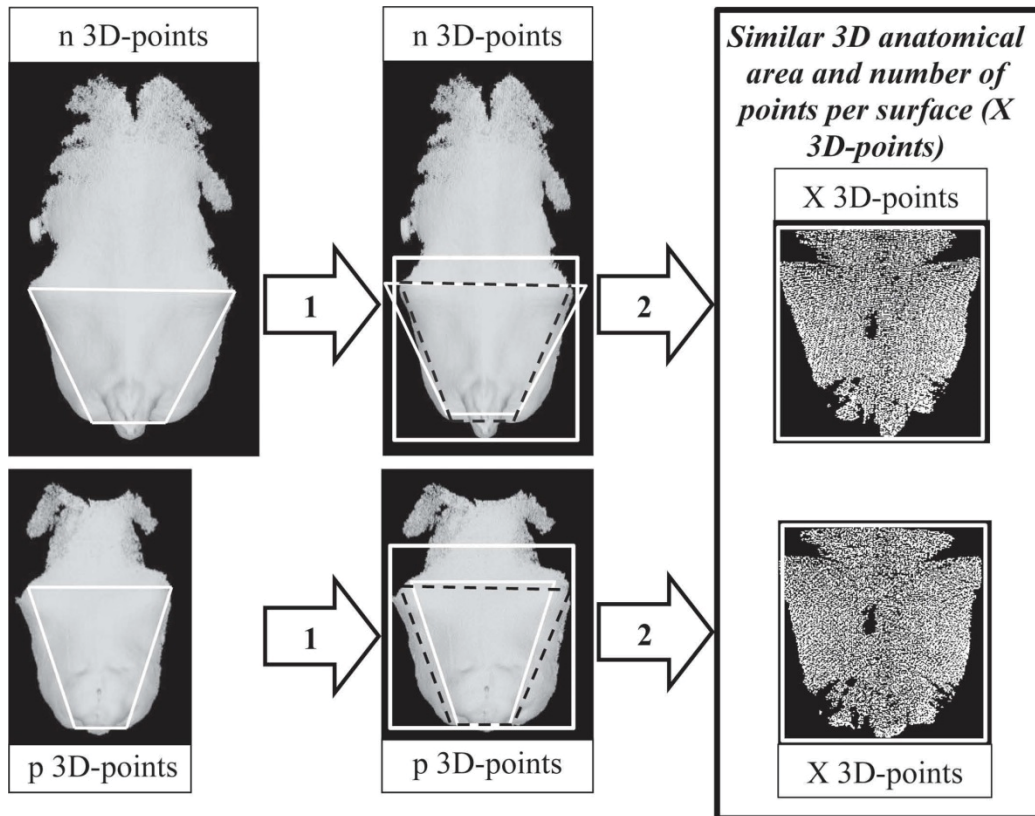 n 3D-points
n 3D-points
Similar 3D anatomical
area and number of
points per surface (X
3D-points)
X 3D-points
1
2
1
2
p 3D-points
p 3D-points
X 3D-points